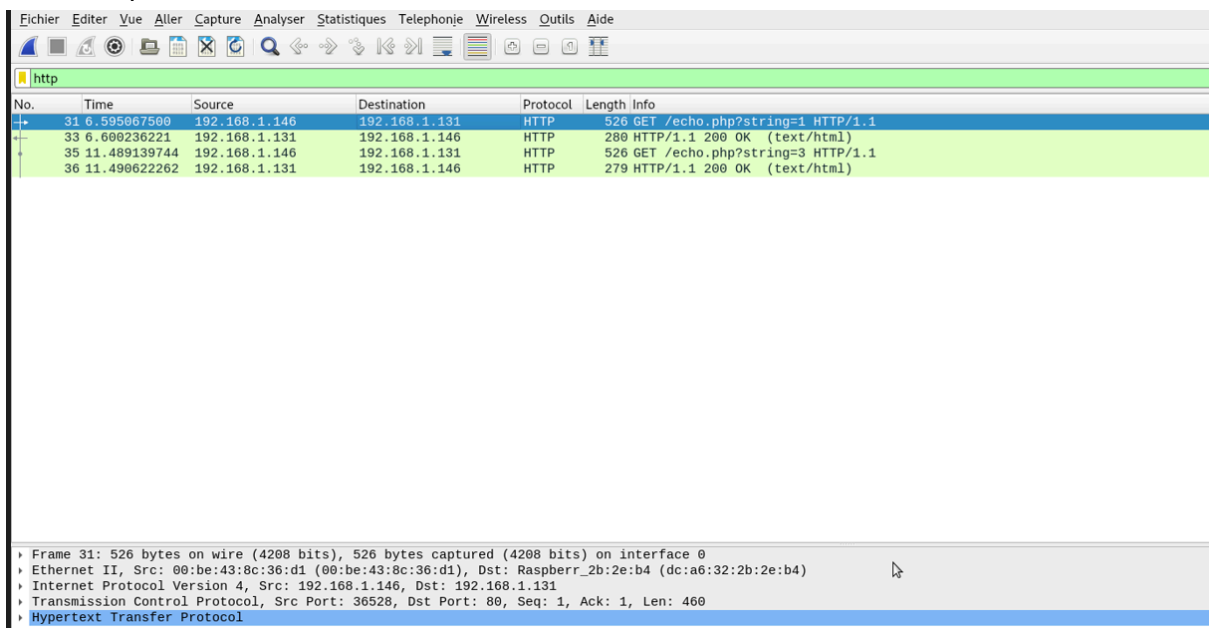 Fichier Editer Vue Aller Capture Analyser Statistiques Telephonie Wireless Outils Aide
http
No. Time Source Destination Protocol Length Info
31 6.595067500 192.168.1.146 192.168.1.131 HTTP 526 GET /echo.php?string=1 HTTP/1.1
33 6.600236221 192.168.1.131 192.168.1.146 HTTP 280 HTTP/1.1 200 OK (text/html)
35 11.489139744 192.168.1.146 192.168.1.131 HTTP 526 GET /echo.php?string=3 HTTP/1.1
36 11.490622262 192.168.1.131 192.168.1.146 HTTP 279 HTTP/1.1 200 OK (text/html)
Frame 31: 526 bytes on wire (4208 bits), 526 bytes captured (4208 bits) on interface 0
Ethernet II, Src: 00:be:43:8c:36:d1 (00:be:43:8c:36:d1), Dst: Raspberr_2b:2e:b4 (dc:a6:32:2b:2e:b4)
Internet Protocol Version 4, Src: 192.168.1.146, Dst: 192.168.1.131
Transmission Control Protocol, Src Port: 36528, Dst Port: 80, Seq: 1, Ack: 1, Len: 460
Hypertext Transfer Protocol